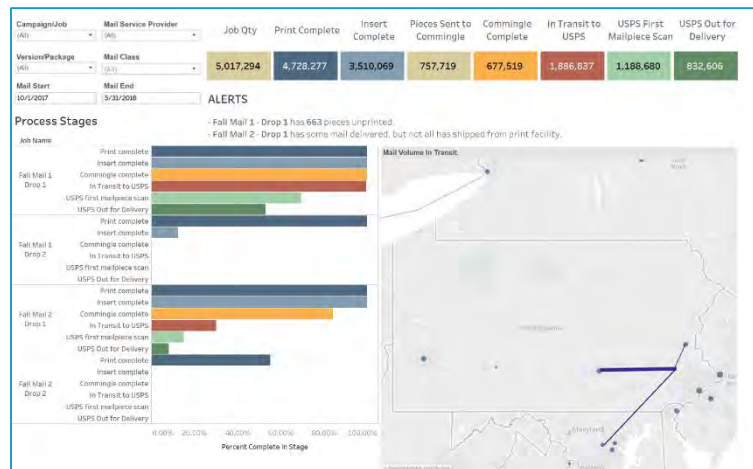 Campaign/Job
(All)
Mail Service Provider
(All)
Version/Package
(All)
Mail Class
(All)
Mail Start
10/1/2017
Mail End
5/31/2018
Job Qty
Print Complete
Insert Complete
Pieces Sent to Commingle
Commingle Complete
In Transit to USPS
USPS First Mailpiece Scan
USPS Out for Delivery
5,017,294
4,728,277
3,510,069
757,719
677,519
1,886,837
1,188,680
832,606
ALERTS
- Fall Mail 1 - Drop 1 has 663 pieces unprinted.
- Fall Mail 2 - Drop 1 has some mail delivered, but not all has shipped from print facility.
Process Stages
Job Name
Fall Mail 1
Drop 1
Print complete
Insert complete
Commingle complete
In Transit to USPS
USPS first mailpiece scan
USPS Out for Delivery
Fall Mail 1
Drop 2
Print complete
Insert complete
Commingle complete
In Transit to USPS
USPS first mailpiece scan
USPS Out for Delivery
Fall Mail 2
Drop 1
Print complete
Insert complete
Commingle complete
In Transit to USPS
USPS first mailpiece scan
USPS Out for Delivery
Fall Mail 2
Drop 2
Print complete
Insert complete
Commingle complete
In Transit to USPS
USPS first mailpiece scan
USPS Out for Delivery
0.00% 20.00% 40.00% 60.00% 80.00% 100.00%
Percent Complete in Stage
Mail Volume In Transit
Maryland